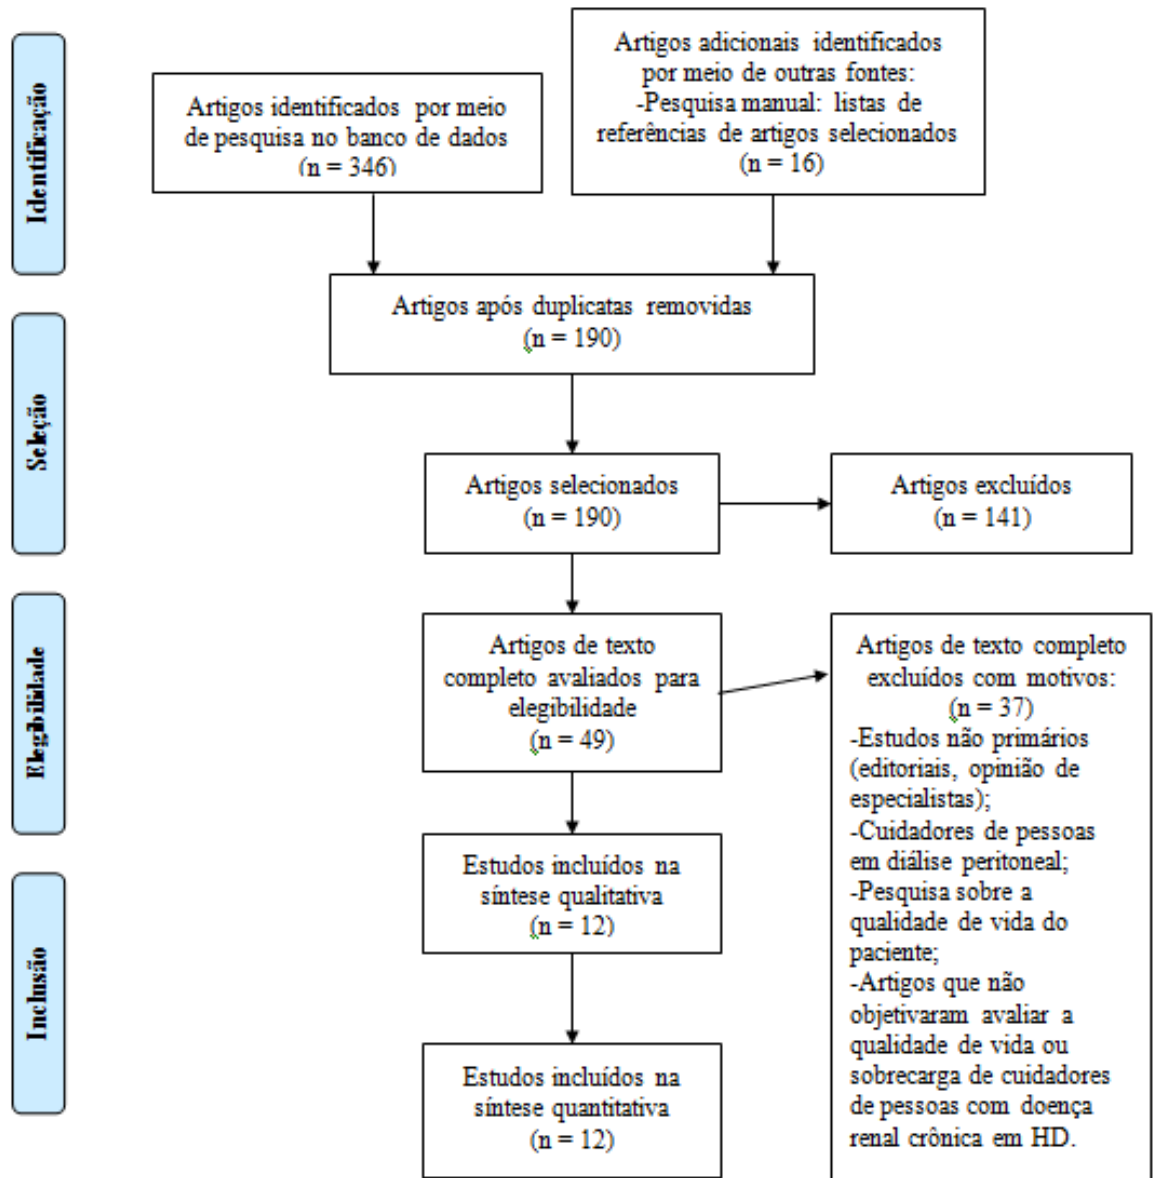 Identificação
Artigos identificados por meio
de pesquisa no banco de dados
(n = 346)
Artigos adicionais identificados
por meio de outras fontes:
-Pesquisa manual: listas de
referências de artigos selecionados
(n = 16)
Artigos após duplicatas removidas
(n = 190)
Seleção
Artigos selecionados
(n = 190)
Artigos excluídos
(n = 141)
Elegibilidade
Artigos de texto
completo avaliados para
elegibilidade
(n = 49)
Artigos de texto completo
excluídos com motivos:
(n = 37)
-Estudos não primários
(editoriais, opinião de
especialistas);
-Cuidadores de pessoas
em diálise peritoneal;
-Pesquisa sobre a
qualidade de vida do
paciente;
-Artigos que não
objetivaram avaliar a
qualidade de vida ou
sobrecarga de cuidadores
de pessoas com doença
renal crônica em HD.
Inclusão
Estudos incluídos na
síntese qualitativa
(n = 12)
Estudos incluídos na
síntese quantitativa
(n = 12)